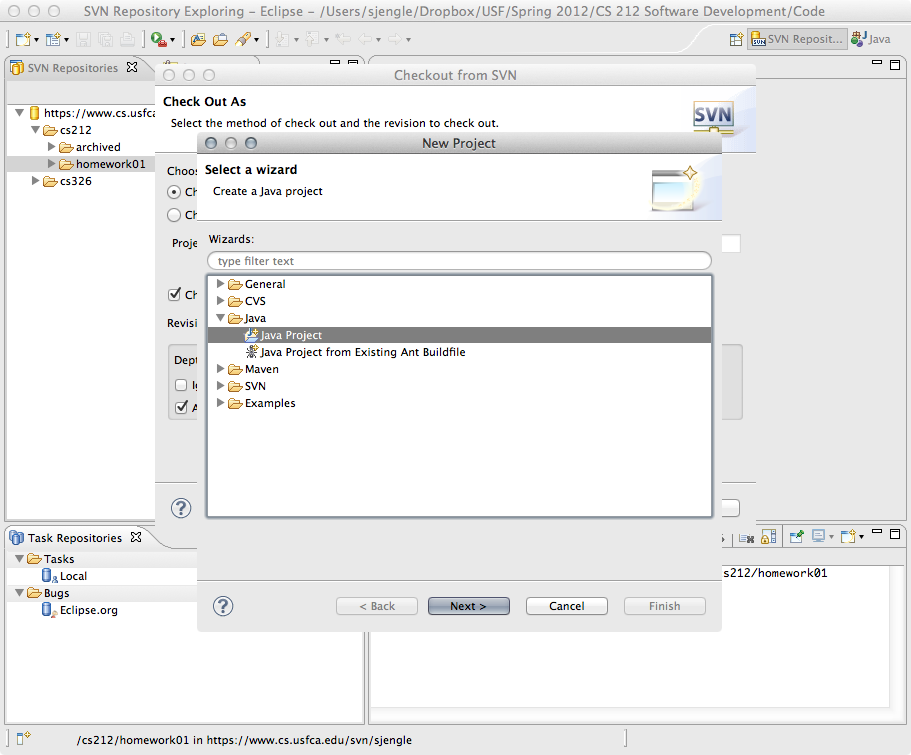 SVN Repository Exploring – Eclipse – /Users/sjengle/Dropbox/USF/Spring 2012/CS 212 Software Development/Code
SVN Reposit...
Java
SVN Repositories
https://www.cs.usfca
cs212
archived
homework01
cs326
Checkout from SVN
Check Out As
Select the method of check out and the revision to check out.
SVN
Choos
Ch
Ch
Proje
Ch
Revisi
Dept
New Project
Select a wizard
Create a Java project
Wizards:
type filter text
General
CVS
Java
Java Project
Java Project from Existing Ant Buildfile
Maven
SVN
Examples
?
?
< Back
Next >
Cancel
Finish
Task Repositories
Tasks
Local
Bugs
Eclipse.org
s212/homework01
/cs212/homework01 in https://www.cs.usfca.edu/svn/sjengle